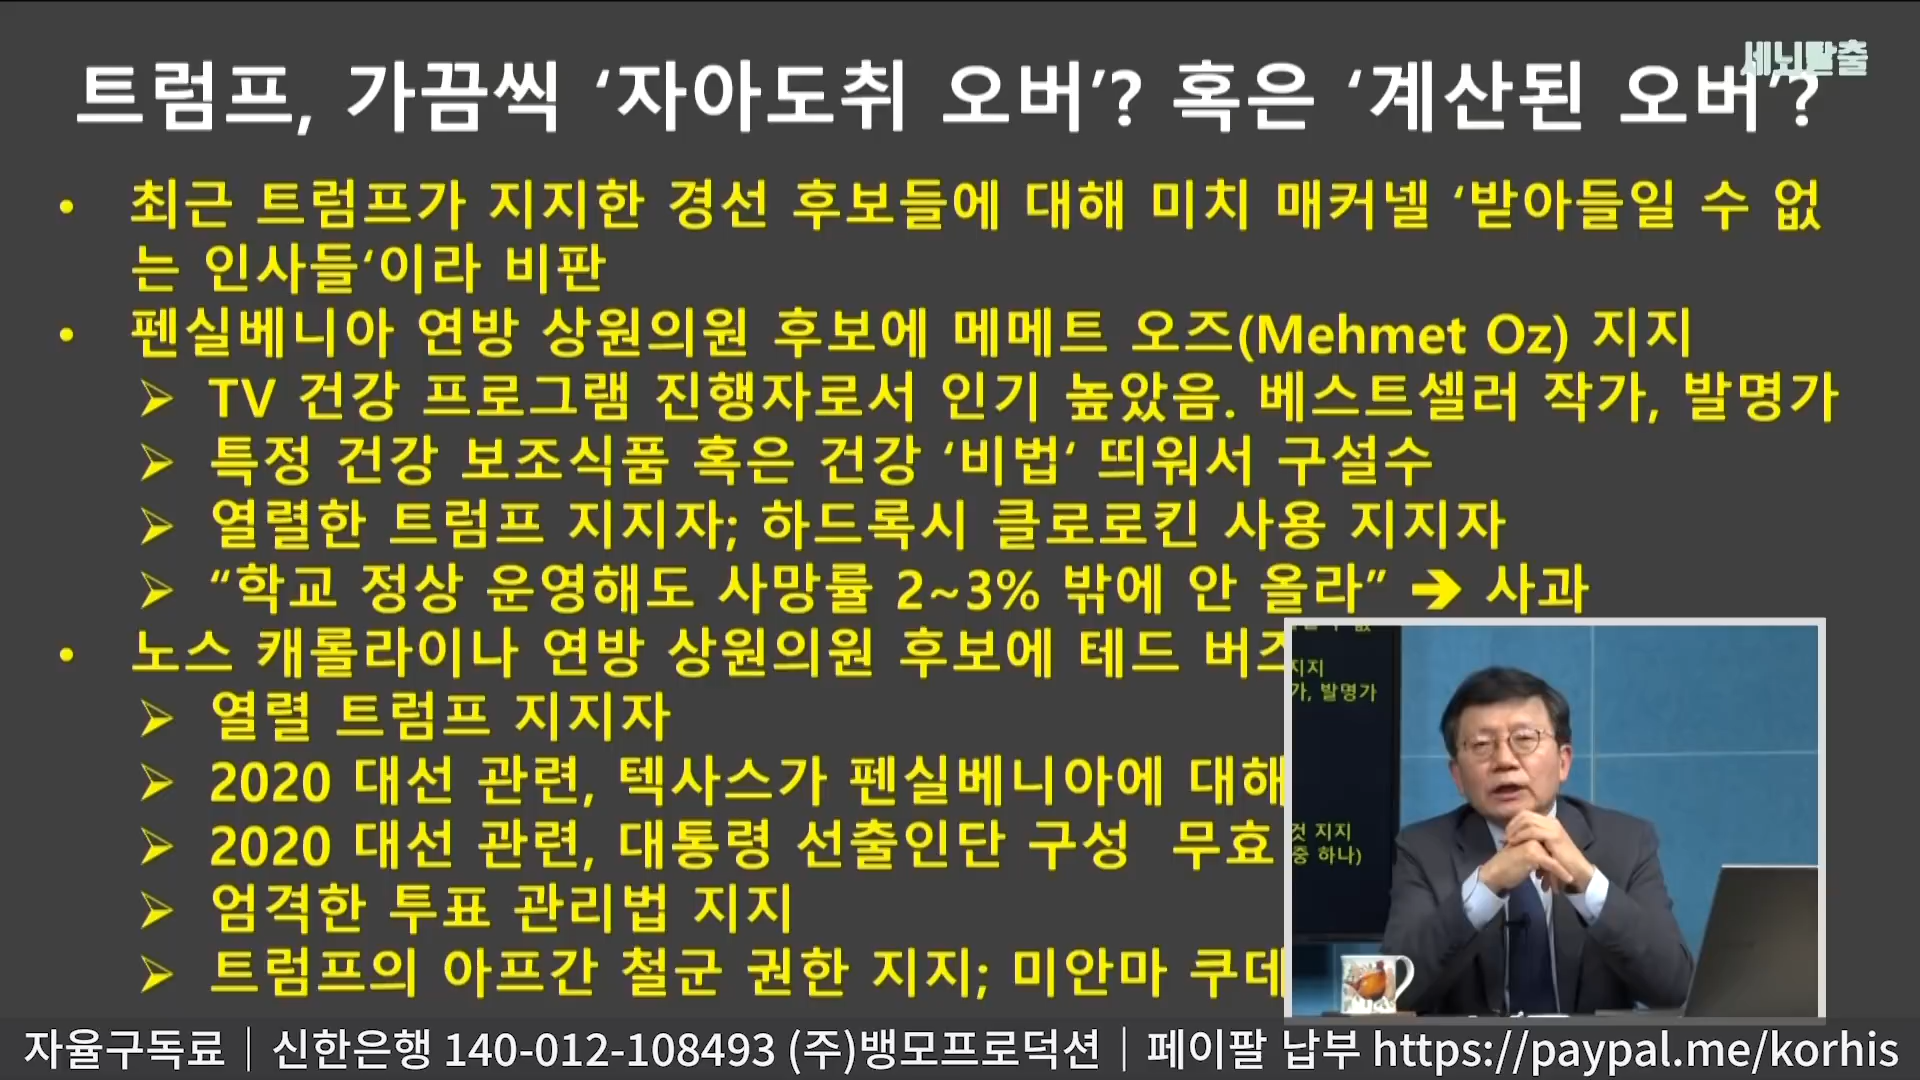 세뇌탈출
트럼프, 가끔씩 ‘자아도취 오버’? 혹은 ‘계산된 오버’?
• 최근 트럼프가 지지한 경선 후보들에 대해 미치 매커넬 ‘받아들일 수 없
는 인사들‘이라 비판
• 펜실베니아 연방 상원의원 후보에 메메트 오즈(Mehmet Oz) 지지
➢ TV 건강 프로그램 진행자로서 인기 높았음. 베스트셀러 작가, 발명가
➢ 특정 건강 보조식품 혹은 건강 ‘비법‘ 띄워서 구설수
➢ 열렬한 트럼프 지지자; 하드록시 클로로킨 사용 지지자
➢ “학교 정상 운영해도 사망률 2~3% 밖에 안 올라” ➔ 사과
• 노스 캐롤라이나 연방 상원의원 후보에 테드 버즈
➢ 열렬 트럼프 지지자
➢ 2020 대선 관련, 텍사스가 펜실베니아에 대해
➢ 2020 대선 관련, 대통령 선출인단 구성 무효
➢ 엄격한 투표 관리법 지지
➢ 트럼프의 아프간 철군 권한 지지; 미안마 쿠데
지지
가, 발명가
것 지지
중 하나)
자율구독료｜신한은행 140-012-108493 (주)뱅모프로덕션｜페이팔 납부 https://paypal.me/korhis